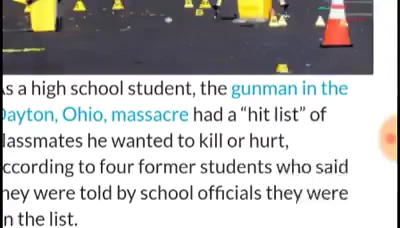 s a high school student, the gunman in the
ayton, Ohio, massacre had a “hit list” of
lassmates he wanted to kill or hurt,
ccording to four former students who said
hey were told by school officials they were
n the list.